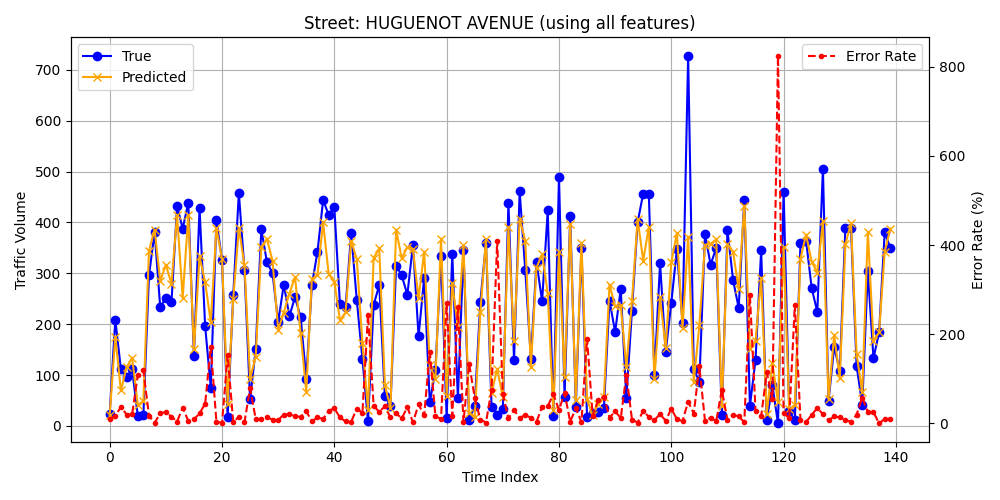 Street: HUGUENOT AVENUE (using all features)
True
Predicted
Error Rate
Traffic Volume
700
600
500
400
300
200
100
0
800
600
400
200
0
Error Rate (%)
0 20 40 60 80 100 120 140
Time Index